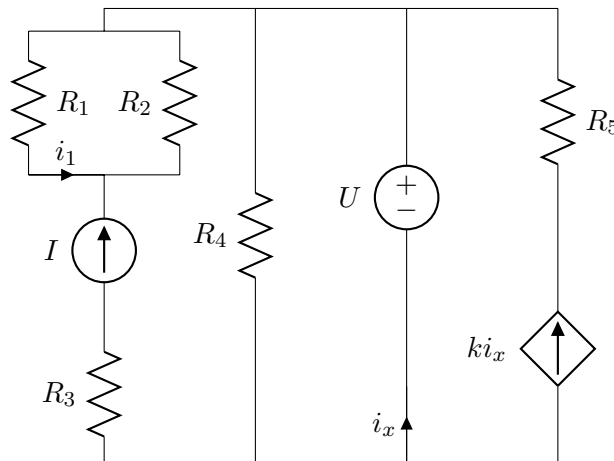 R₁
R₂
R₅
i₁
U
+
−
I
R₄
kiₓ
R₃
iₓ